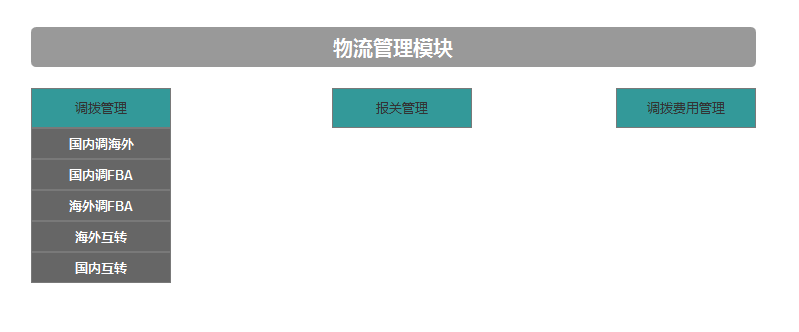 物流管理模块
调拨管理
报关管理
调拨费用管理
国内调海外
国内调FBA
海外调FBA
海外互转
国内互转